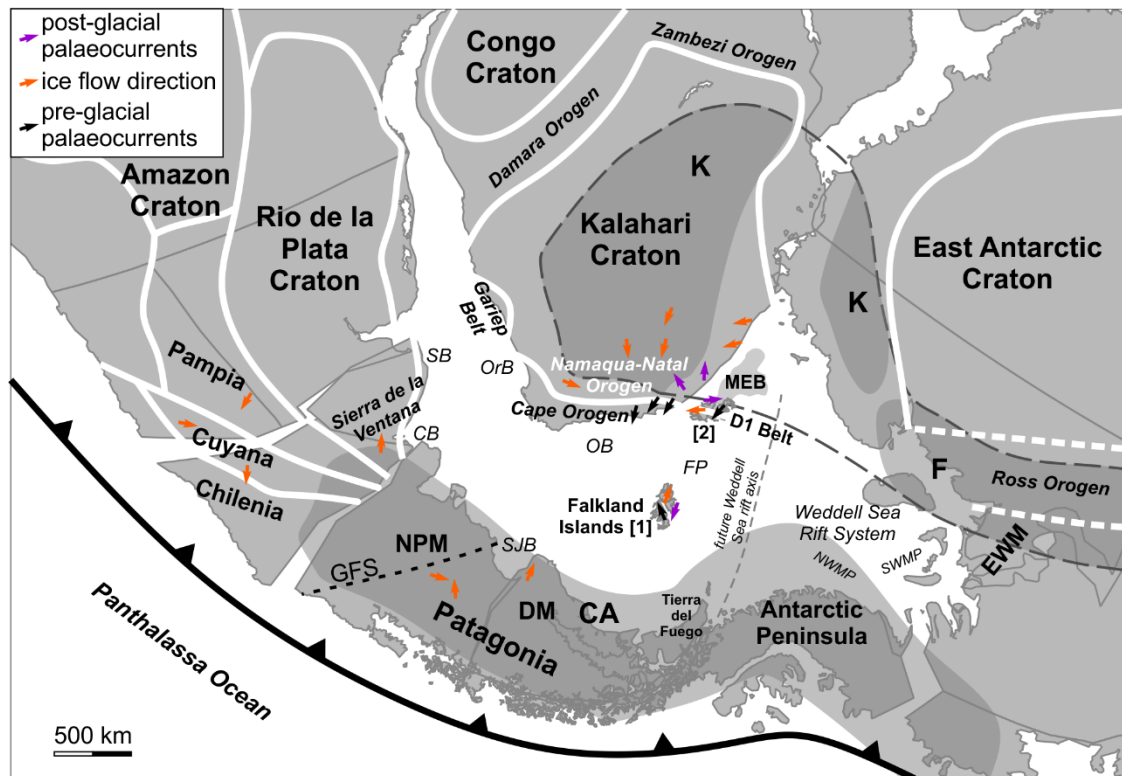 post-glacial
palaeocurrents
ice flow direction
pre-glacial
palaeocurrents
Congo
Craton
Zambezi Orogen
Damara Orogen
Amazon
Craton
Rio de la
Plata
Craton
K
Kalahari
Craton
East Antarctic
Craton
K
Gariep
Belt
Pampia
SB
OrB
Namaqua-Natal
Orogen
MEB
Sierra de la
Ventana
Cape Orogen
D1 Belt
Cuyana
CB
OB
[2]
FP
F
Ross Orogen
Chilenia
Falkland
Islands [1]
future Weddell
Sea rift axis
Weddell Sea
Rift System
NWMP
SWMP
EWM
NPM
SJB
GFS
DM
CA
Tierra
del
Fuego
Antarctic
Peninsula
Patagonia
Panthalassa Ocean
500 km